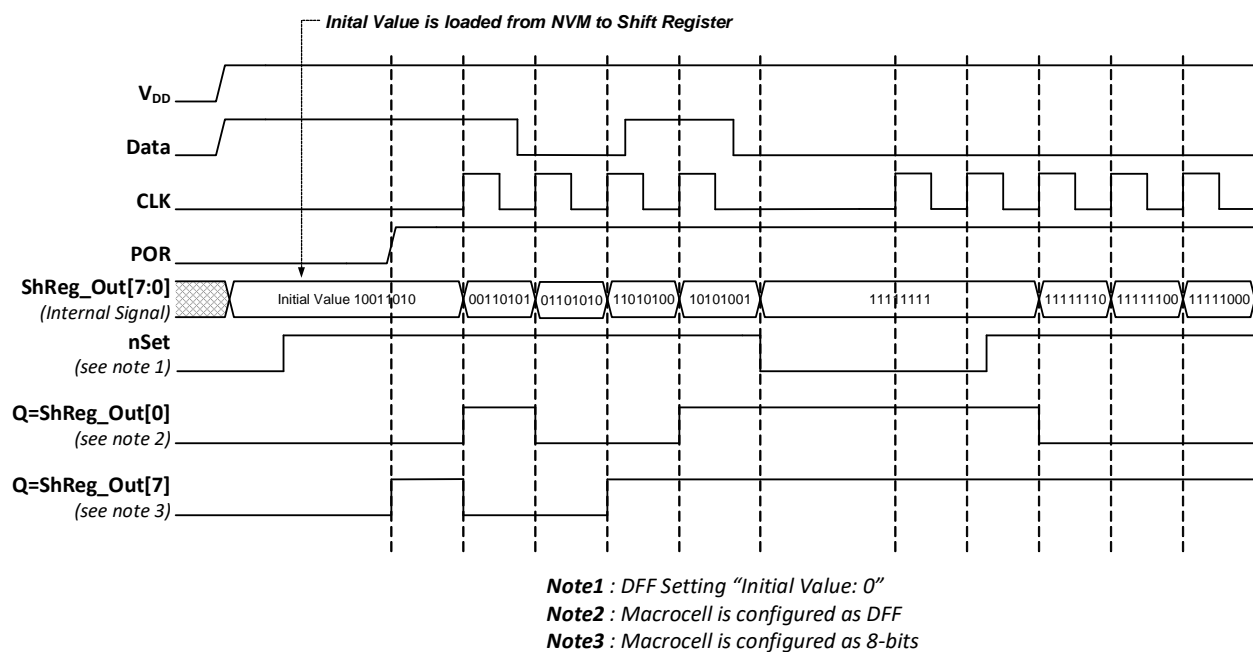 Inital Value is loaded from NVM to Shift Register
VDD
Data
CLK
POR
ShReg_Out[7:0]
(Internal Signal)
Initial Value 10011010
00110101
01101010
11010100
10101001
11111111
11111110
11111100
11111000
nSet
(see note 1)
Q=ShReg_Out[0]
(see note 2)
Q=ShReg_Out[7]
(see note 3)
Note1 : DFF Setting “Initial Value: 0”
Note2 : Macrocell is configured as DFF
Note3 : Macrocell is configured as 8-bits